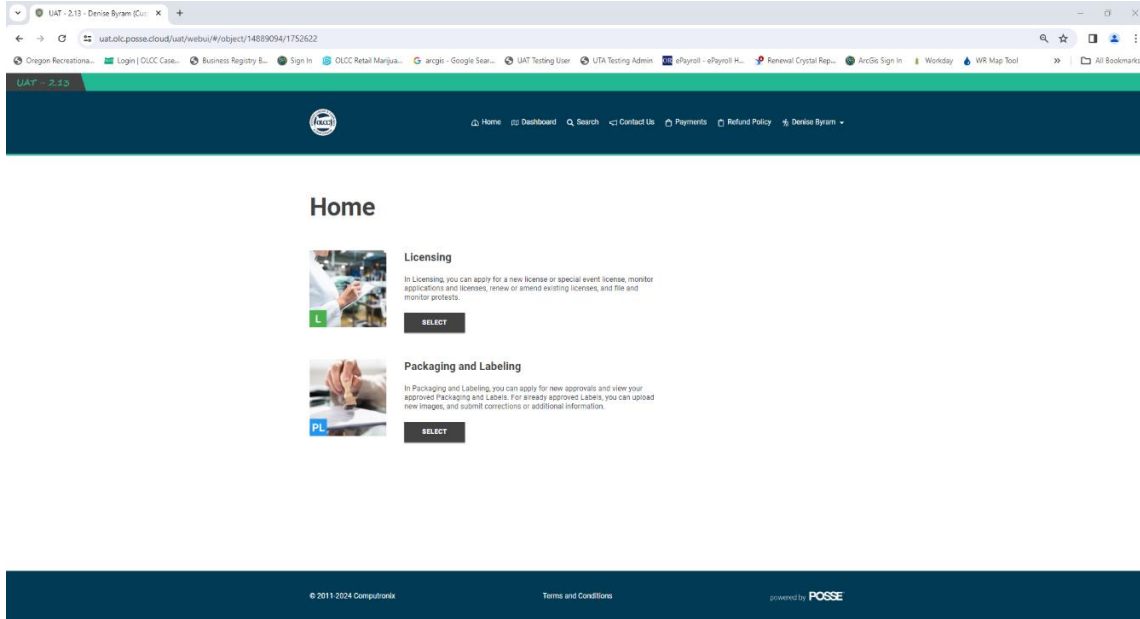 UAT - 2.13 - Denise Byram (Cus
uat.olc.posse.cloud/uat/webui/#/object/14889094/1752622
Oregon Recreationa... Login | OLCC Case... Business Registry B... Sign In OLCC Retail Marijua... arcgis - Google Sear... UAT Testing User UTA Testing Admin OR ePayroll - ePayroll H... Renewal Crystal Rep... ArcGis Sign In Workday WR Map Tool » All Bookmarks
UAT - 2.13
OLCC Home Dashboard Search Contact Us Payments Refund Policy Denise Byram
Home
Licensing
In Licensing, you can apply for a new license or special event license, monitor
applications and licenses, renew or amend existing licenses, and file and
monitor protests.
L
SELECT
Packaging and Labeling
In Packaging and Labeling, you can apply for new approvals and view your
approved Packaging and Labels. For already approved Labels, you can upload
new images, and submit corrections or additional information.
PL
SELECT
© 2011-2024 Computronix Terms and Conditions powered by POSSE